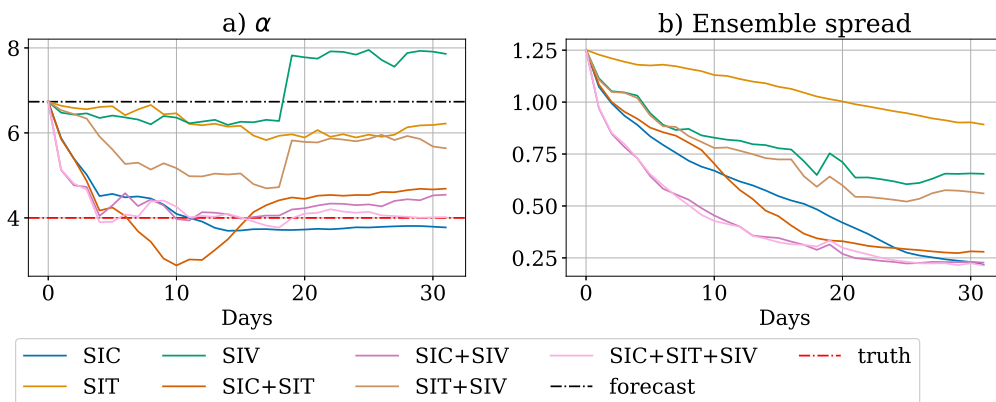 a) α
b) Ensemble spread
8
6
4
0
10
20
30
Days
1.25
1.00
0.75
0.50
0.25
0
10
20
30
Days
SIC
SIV
SIC+SIV
SIC+SIT+SIV
truth
SIT
SIC+SIT
SIT+SIV
forecast